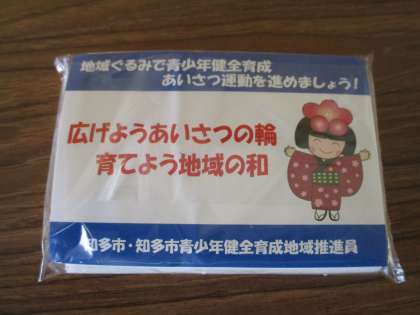 地域ぐるみで青少年健全育成
あいさつ運動を進めましょう！
広げようあいさつの輪
育てよう地域の和
知多市・知多市青少年健全育成地域推進員